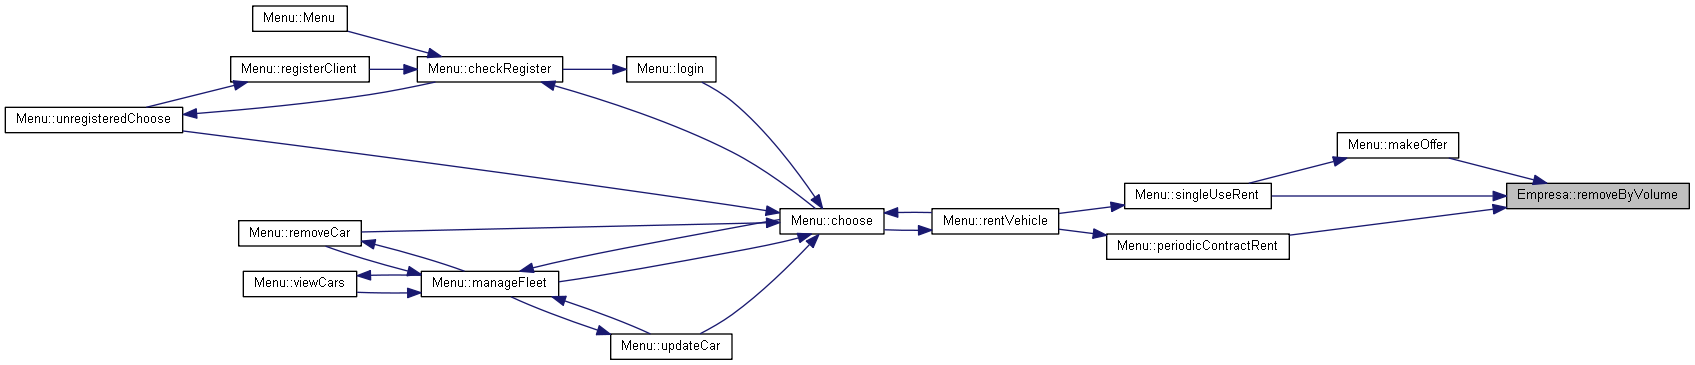 Menu::Menu
Menu::registerClient
Menu::checkRegister
Menu::login
Menu::unregisteredChoose
Menu::makeOffer
Menu::singleUseRent
Empresa::removeByVolume
Menu::removeCar
Menu::choose
Menu::rentVehicle
Menu::periodicContractRent
Menu::viewCars
Menu::manageFleet
Menu::updateCar